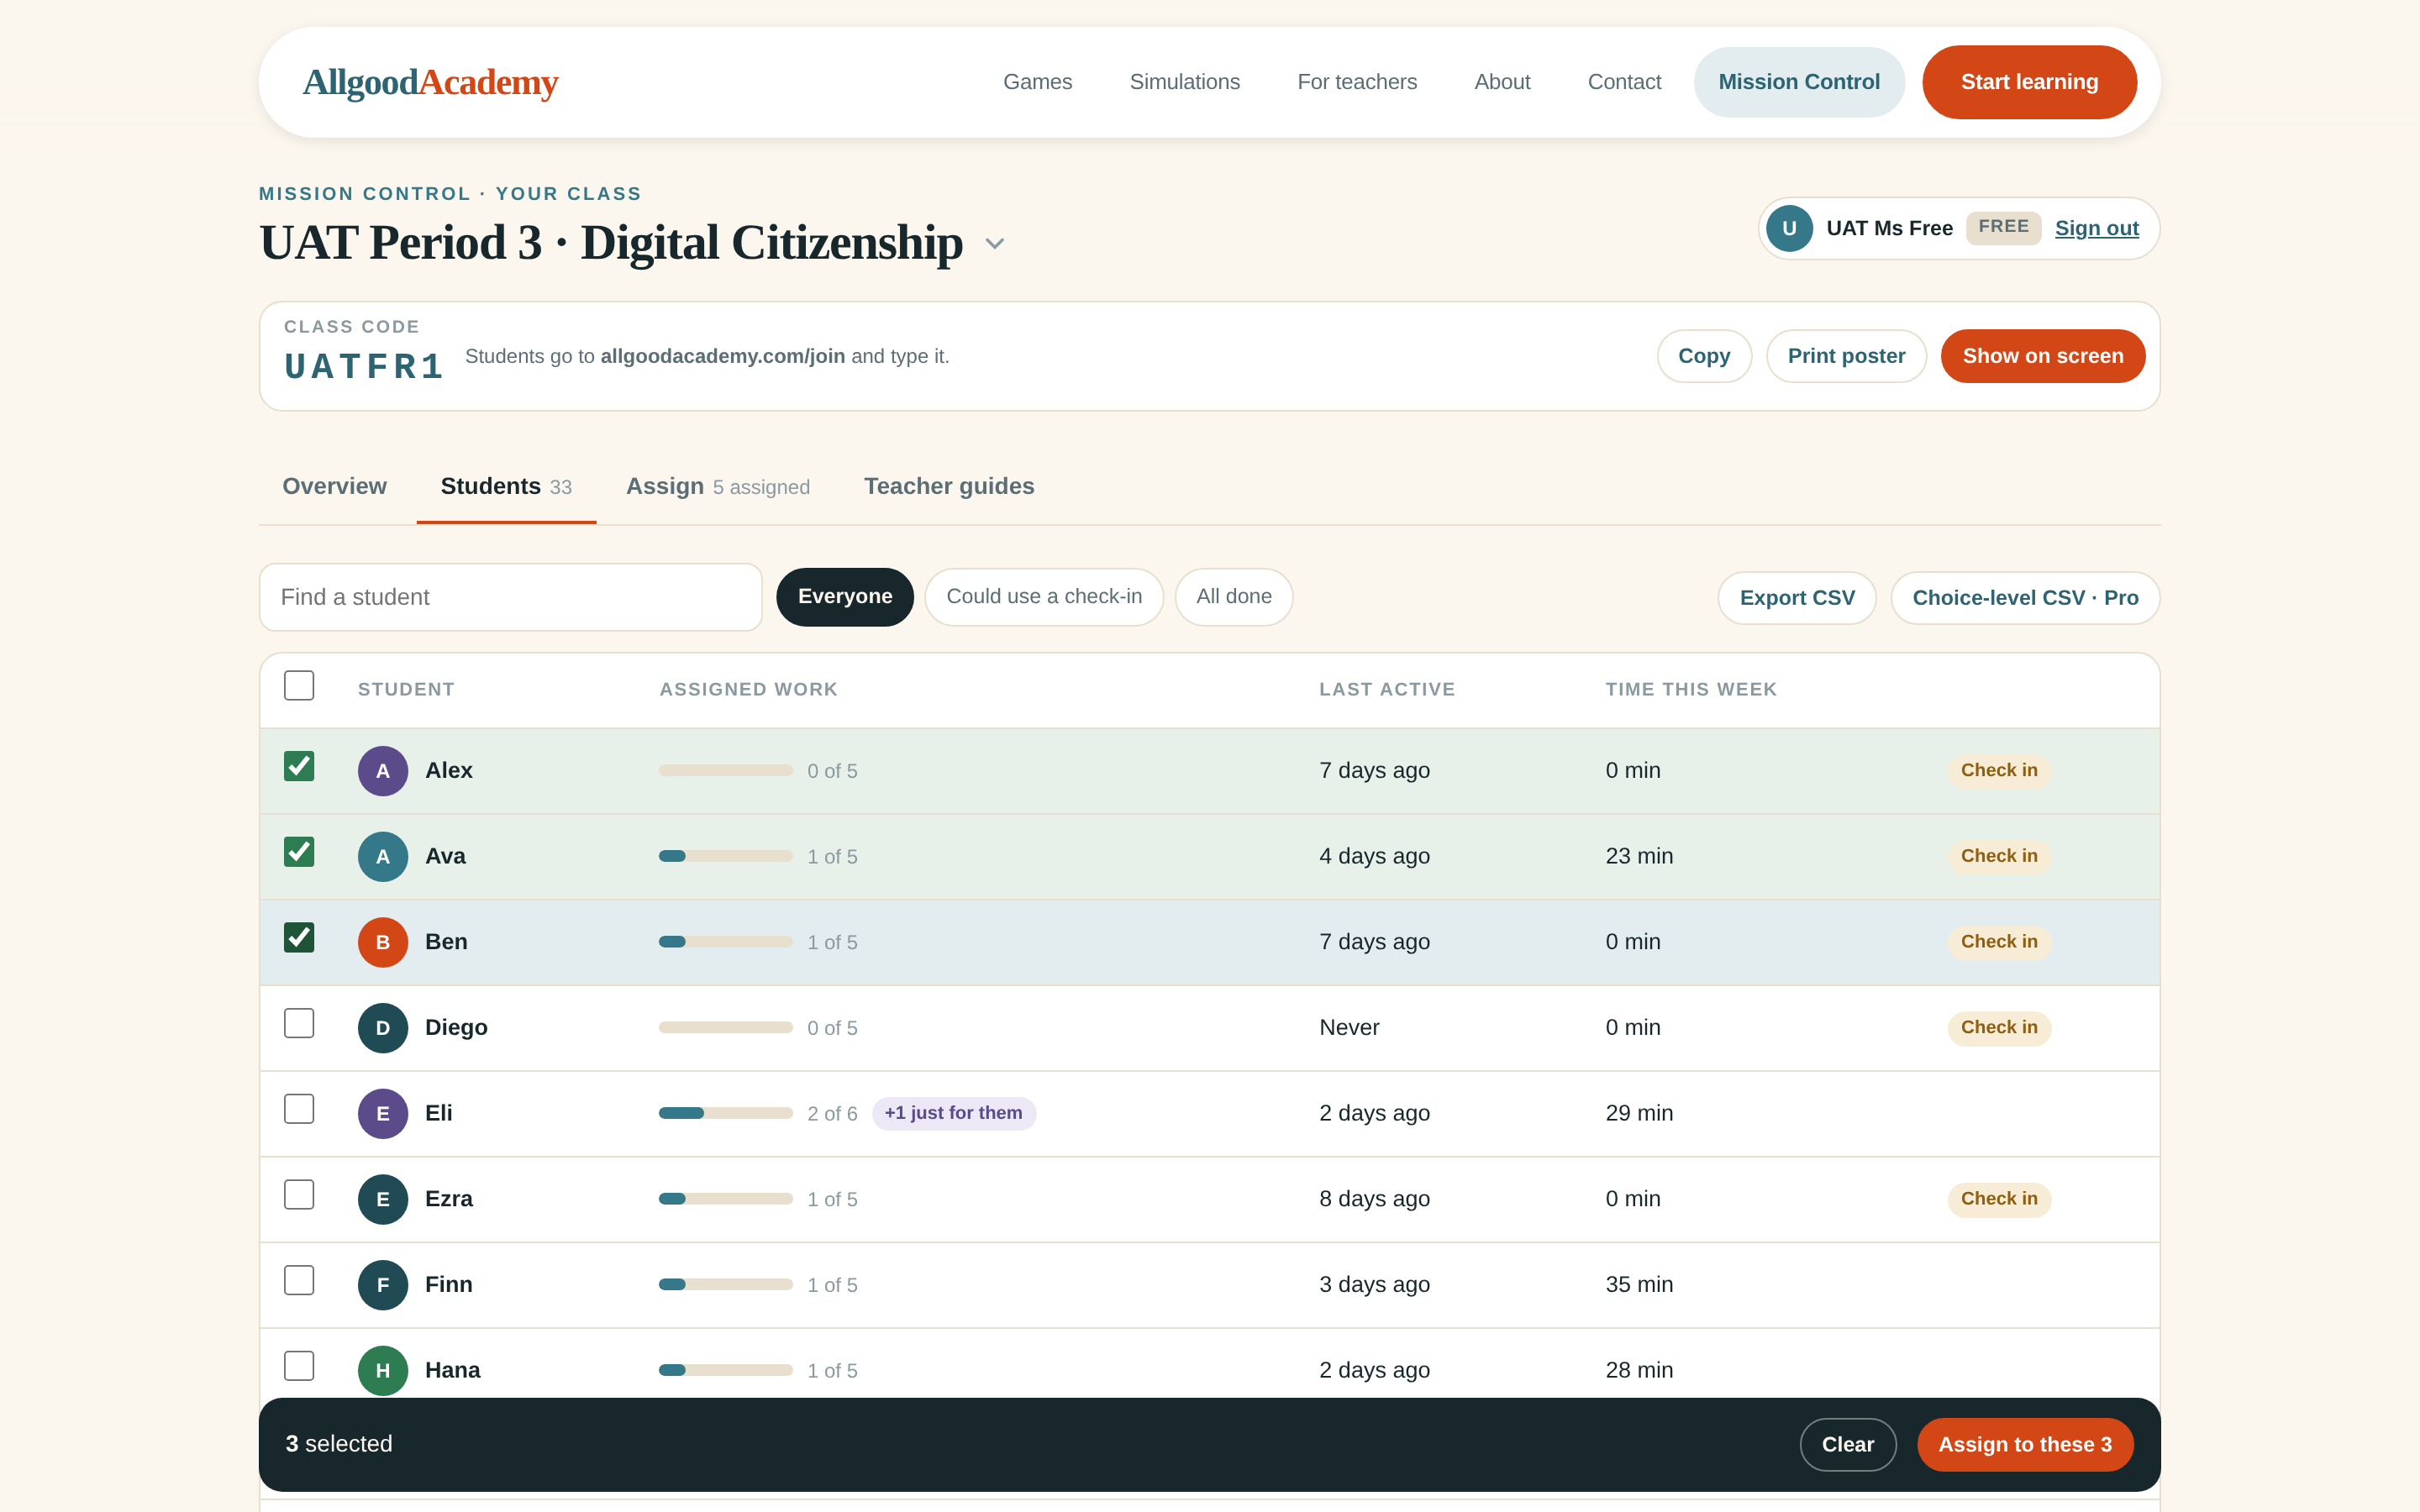 AllgoodAcademy Games Simulations For teachers About Contact Mission Control Start learning
MISSION CONTROL · YOUR CLASS
UAT Period 3 · Digital Citizenship
U UAT Ms Free FREE Sign out
CLASS CODE
UATFR1 Students go to allgoodacademy.com/join and type it. Copy Print poster Show on screen
Overview Students 33 Assign 5 assigned Teacher guides
Find a student Everyone Could use a check-in All done Export CSV Choice-level CSV · Pro
STUDENT ASSIGNED WORK LAST ACTIVE TIME THIS WEEK
A Alex 0 of 5 7 days ago 0 min Check in
A Ava 1 of 5 4 days ago 23 min Check in
B Ben 1 of 5 7 days ago 0 min Check in
D Diego 0 of 5 Never 0 min Check in
E Eli 2 of 6 +1 just for them 2 days ago 29 min
E Ezra 1 of 5 8 days ago 0 min Check in
F Finn 1 of 5 3 days ago 35 min
H Hana 1 of 5 2 days ago 28 min
3 selected Clear Assign to these 3